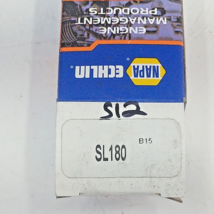 ENGINE
MANAGEMENT
PRODUCTS
NAPA
ECHLIN
S12
B15
SL180